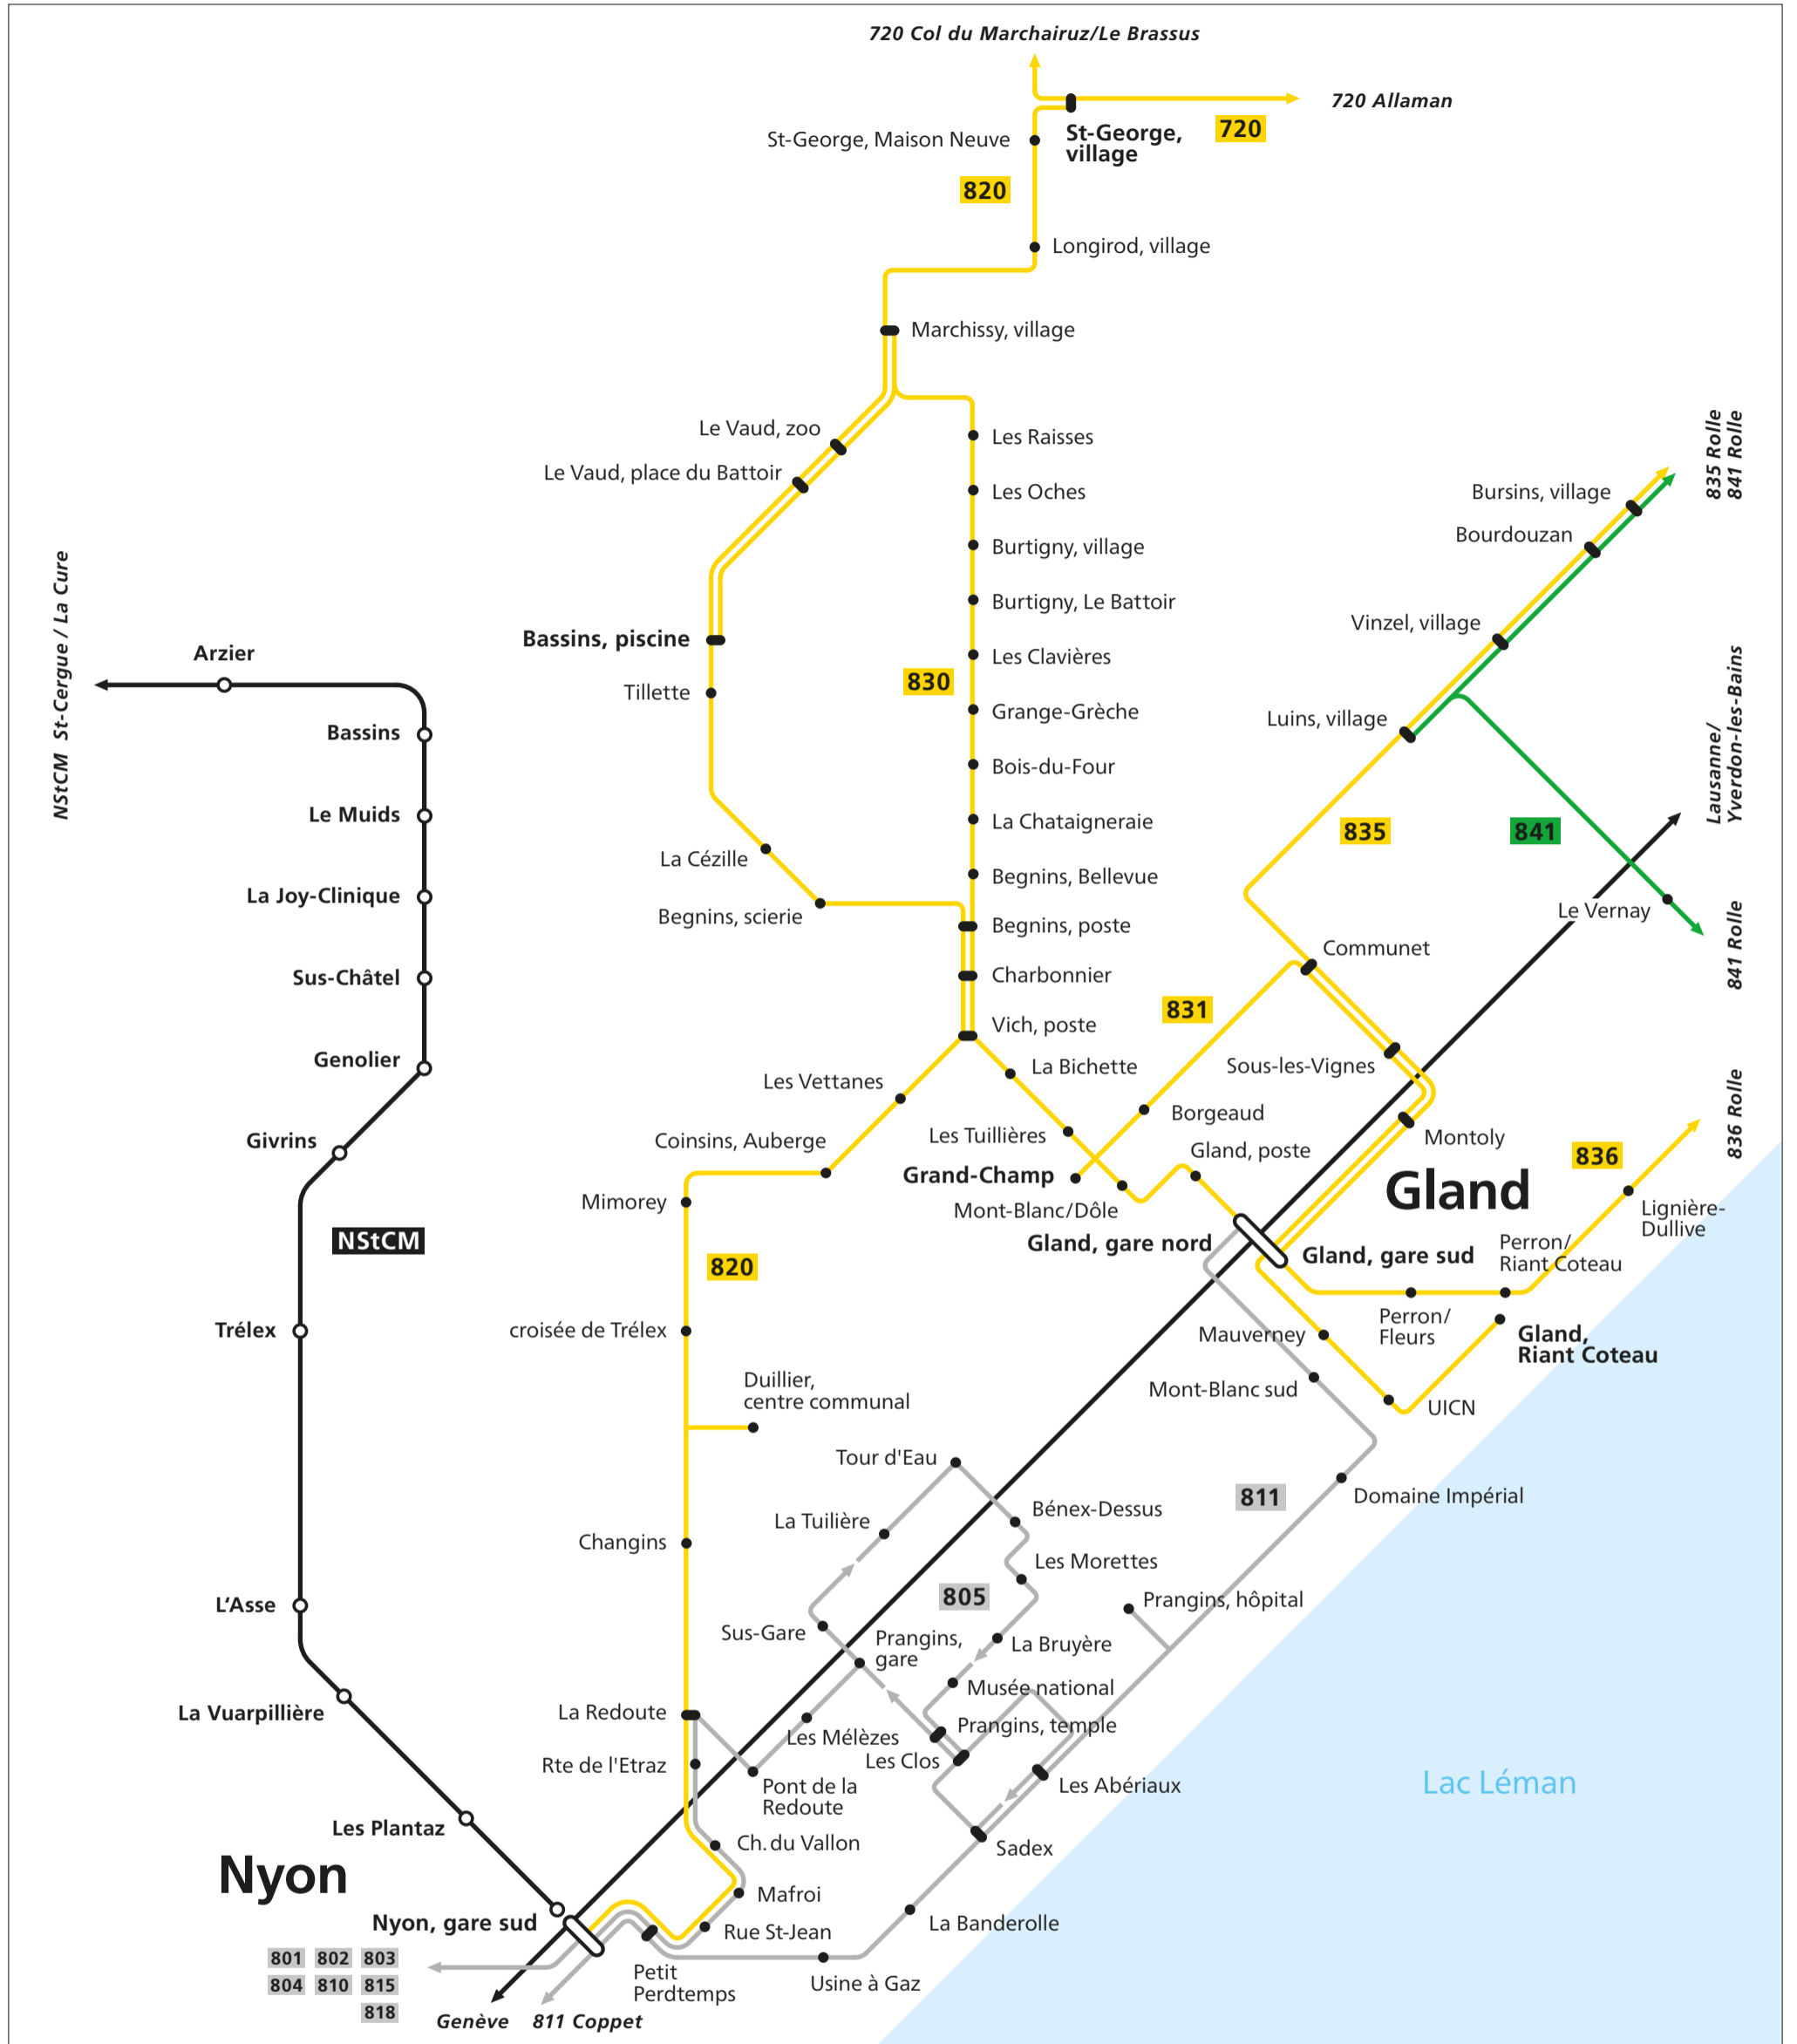 720 Col du Marchairuz/Le Brassus
720 Allaman
St-George, Maison Neuve
St-George,
village
720
820
Longirod, village
Marchissy, village
Le Vaud, zoo
Le Vaud, place du Battoir
Les Raisses
Les Oches
Burtigny, village
Burtigny, Le Battoir
Les Clavières
Grange-Grèche
Bois-du-Four
La Chataigneraie
Begnins, Bellevue
Begnins, poste
Charbonnier
Vich, poste
Bassins, piscine
Tillette
830
La Cézille
Begnins, scierie
835 Rolle
841 Rolle
Bursins, village
Bourdouzan
Vinzel, village
Luins, village
835
841
Lausanne/
Yverdon-les-Bains
Le Vernay
841 Rolle
Communet
831
Sous-les-Vignes
Borgeaud
Montoly
NStCM St-Cergue / La Cure
Arzier
Bassins
Le Muids
La Joy-Clinique
Sus-Châtel
Genolier
Givrins
NStCM
Trélex
L‘Asse
La Vuarpillière
Les Plantaz
Nyon
Nyon, gare sud
801 802 803
804 810 815
818
Genève
811 Coppet
Les Vettanes
Coinsins, Auberge
Mimorey
820
croisée de Trélex
Duillier,
centre communal
Changins
La Redoute
Rte de l'Etraz
La Bichette
Les Tuillières
Grand-Champ
Mont-Blanc/Dôle
Gland, poste
Gland, gare nord
Gland
Gland, gare sud
836
836 Rolle
Lignière-
Dullive
Perron/
Riant Coteau
Perron/
Fleurs
Gland,
Riant Coteau
Mauverney
Mont-Blanc sud
UICN
811
Domaine Impérial
Tour d'Eau
La Tuilière
Bénex-Dessus
Les Morettes
805
Prangins, hôpital
Sus-Gare
Prangins,
gare
La Bruyère
Musée national
Prangins, temple
Les Mélèzes
Les Clos
Pont de la
Redoute
Les Abériaux
Ch. du Vallon
Sadex
Mafroi
Rue St-Jean
La Banderolle
Petit
Perdtemps
Usine à Gaz
Lac Léman